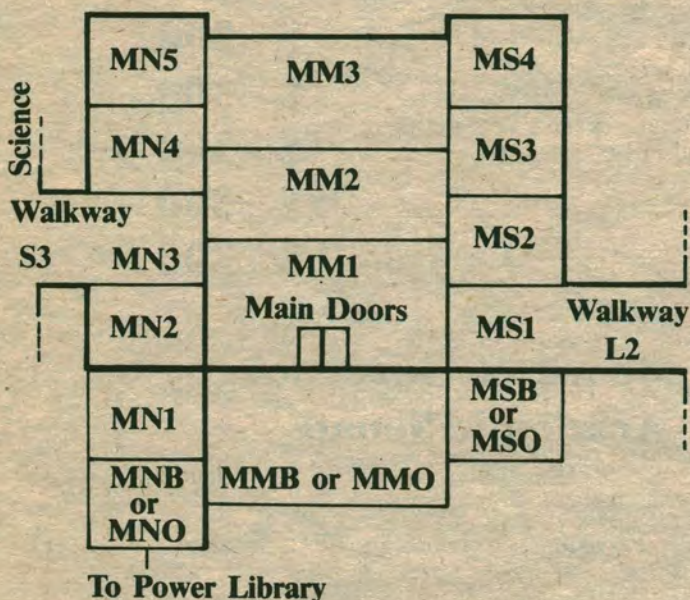 MN5
MM3
MS4
Science
MN4
MM2
MS3
Walkway
S3
MN3
MM1
MS2
Main Doors
MN2
MS1
Walkway
L2
MN1
MSB
or
MSO
MNB
or
MNO
MMB or MMO
To Power Library